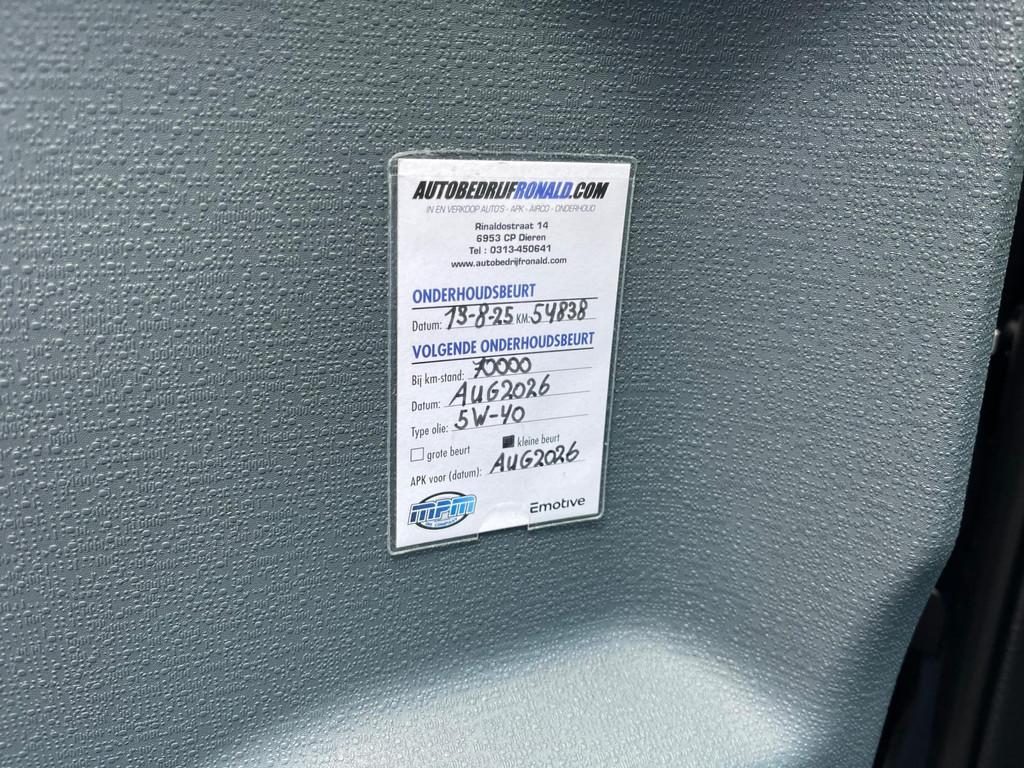 AUTOBEDRIJFRONALD.COM
IN EN VERKOOP AUTO'S - APK - AIRCO - ONDERHOUD
Rinaldostraat 14
6953 CP Dieren
Tel : 0313-450641
www.autobedrijfronald.com
ONDERHOUDSBEURT
Datum: 13-8-25 KM: 54838
VOLGENDE ONDERHOUDSBEURT
Bij km-stand: 70000
Datum: AUG2026
Type olie: 5W-40
grote beurt kleine beurt
APK voor (datum): AUG2026
MPM Emotive